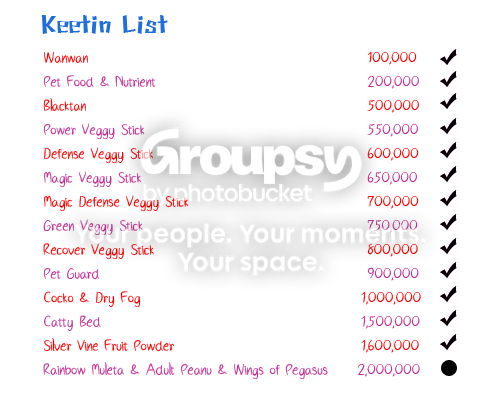 Keetin List
Wanwan 100,000 ✓
Pet Food & Nutrient 200,000 ✓
Blacktan 500,000 ✓
Power Veggy Stick 550,000 ✓
Defense Veggy Stick 600,000 ✓
Magic Veggy Stick 650,000 ✓
Magic Defense Veggy Stick 700,000 ✓
Green Veggy Stick 750,000 ✓
Recover Veggy Stick 800,000 ✓
Pet Guard 900,000 ✓
Cocko & Dry Fog 1,000,000 ✓
Catty Bed 1,500,000 ✓
Silver Vine Fruit Powder 1,600,000 ✓
Rainbow Muleta & Adult Peanu & Wings of Pegasus 2,000,000 ●
Groupsy
by photobucket
Your people. Your moments.
Your space.